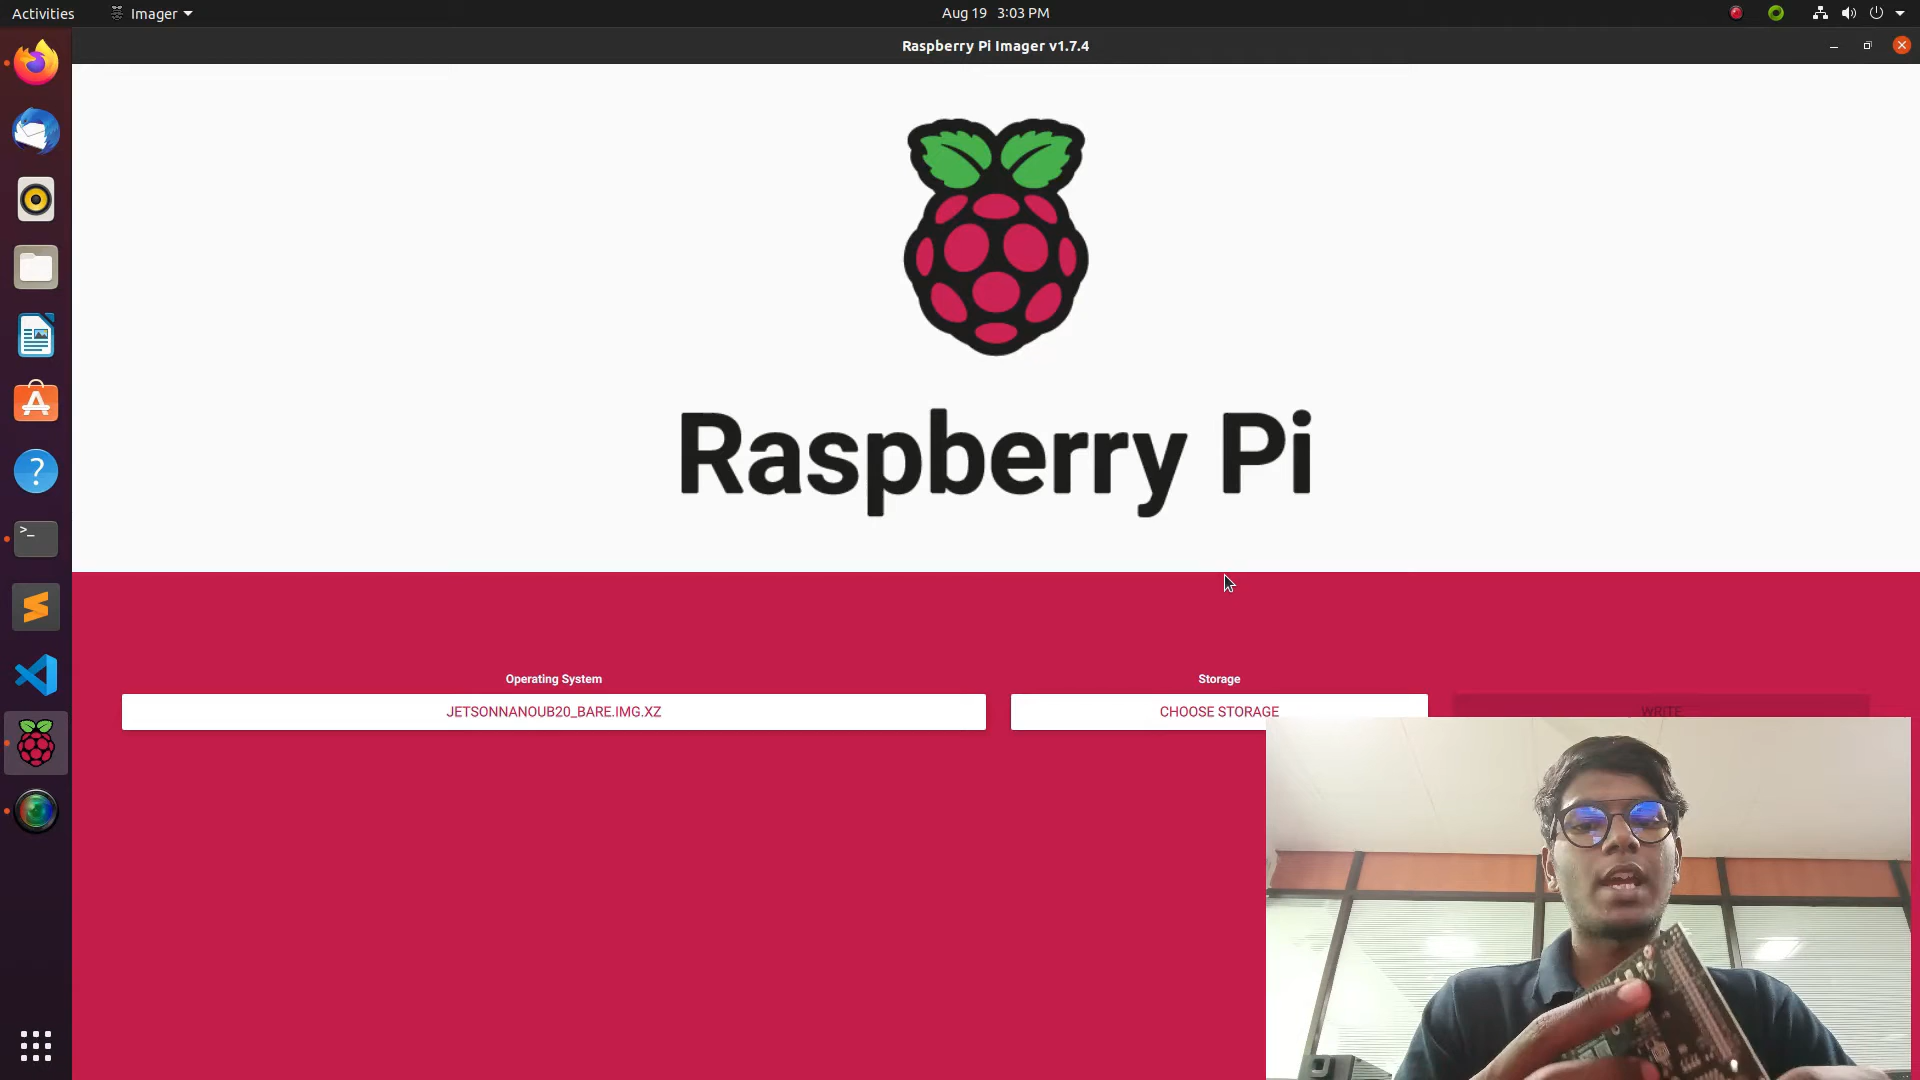 Activities
Imager
Aug 19 3:03 PM
Raspberry Pi Imager v1.7.4
Raspberry Pi
Operating System
Storage
JETSONNANOUB20_BARE.IMG.XZ
CHOOSE STORAGE
WRITE